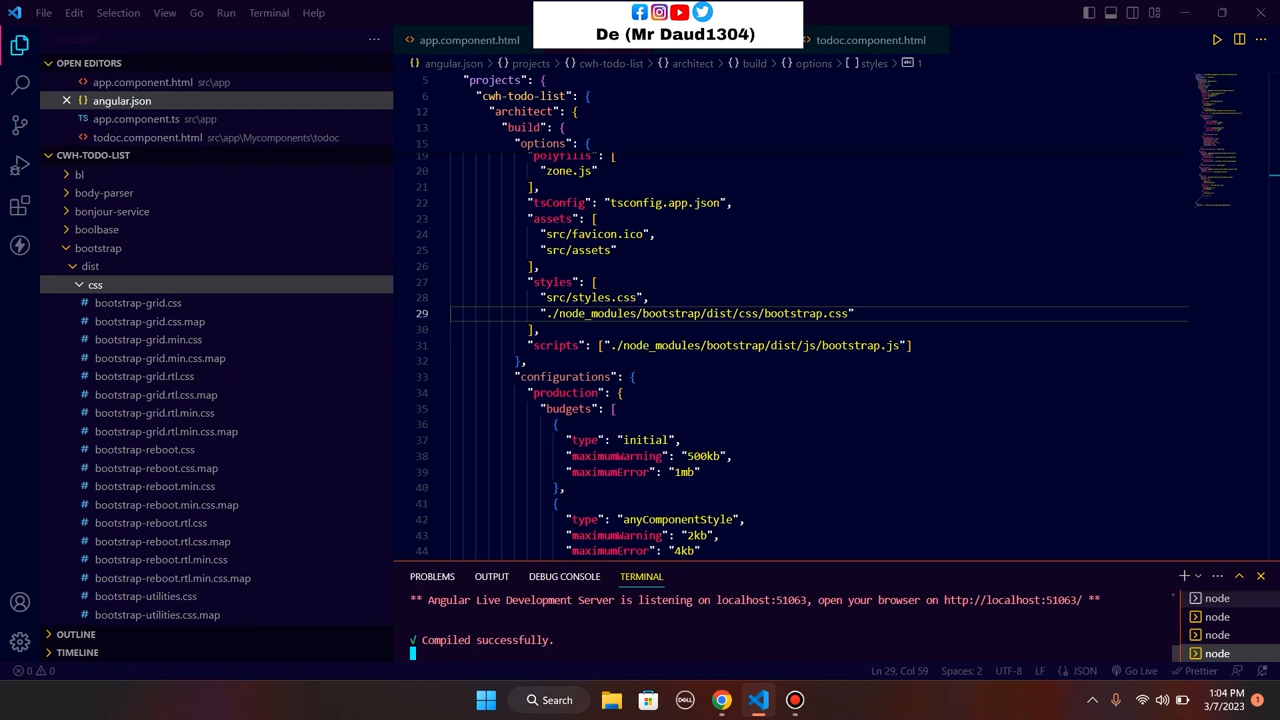 File Edit Selection View Go Run Terminal Help
De (Mr Daud1304)
OPEN EDITORS
app.component.html src\app
angular.json
app.component.ts src\app
todoc.component.html src\app\Mycomponents\todoc
CWH-TODO-LIST
bl
body-parser
bonjour-service
boolbase
bootstrap
dist
css
bootstrap-grid.css
bootstrap-grid.css.map
bootstrap-grid.min.css
bootstrap-grid.min.css.map
bootstrap-grid.rtl.css
bootstrap-grid.rtl.css.map
bootstrap-grid.rtl.min.css
bootstrap-grid.rtl.min.css.map
bootstrap-reboot.css
bootstrap-reboot.css.map
bootstrap-reboot.min.css
bootstrap-reboot.min.css.map
bootstrap-reboot.rtl.css
bootstrap-reboot.rtl.css.map
bootstrap-reboot.rtl.min.css
bootstrap-reboot.rtl.min.css.map
bootstrap-utilities.css
bootstrap-utilities.css.map
OUTLINE
TIMELINE
app.component.html todoc.component.html
angular.json > projects > cwh-todo-list > architect > build > options > styles > 1
5 "projects": {
6 "cwh-todo-list": {
12 "architect": {
13 "build": {
15 "options": {
19 "polyfills": [
20 "zone.js"
21 ],
22 "tsConfig": "tsconfig.app.json",
23 "assets": [
24 "src/favicon.ico",
25 "src/assets"
26 ],
27 "styles": [
28 "src/styles.css",
29 "./node_modules/bootstrap/dist/css/bootstrap.css"
30 ],
31 "scripts": ["./node_modules/bootstrap/dist/js/bootstrap.js"]
32 },
33 "configurations": {
34 "production": {
35 "budgets": [
36 {
37 "type": "initial",
38 "maximumWarning": "500kb",
39 "maximumError": "1mb"
40 },
41 {
42 "type": "anyComponentStyle",
43 "maximumWarning": "2kb",
44 "maximumError": "4kb"
PROBLEMS OUTPUT DEBUG CONSOLE TERMINAL
** Angular Live Development Server is listening on localhost:51063, open your browser on http://localhost:51063/ **
√ Compiled successfully.
node
node
node
node
0 0 Ln 29, Col 59 Spaces: 2 UTF-8 LF {} JSON Go Live Prettier
Search DELL 1:04 PM
3/7/2023 1